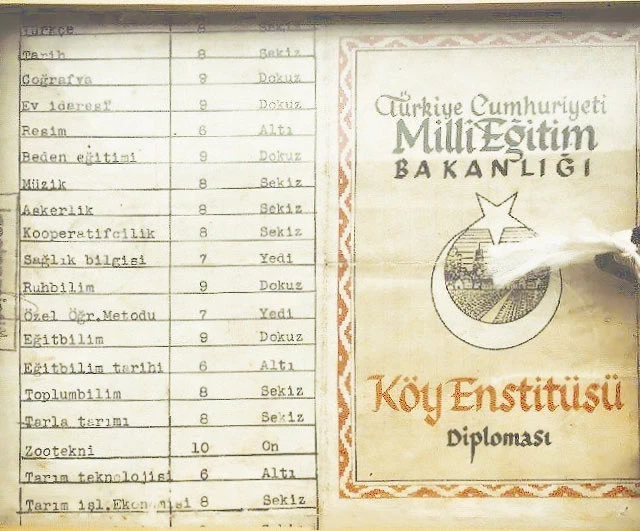 Türkçe 8 Sekiz
Tarih 8 Sekiz
Coğrafya 9 Dokuz
Ev idaresi 9 Dokuz
Resim 6 Altı
Beden eğitimi 9 Dokuz
Müzik 8 Sekiz
Askerlik 8 Sekiz
Kooperatifcilik 8 Sekiz
Sağlık bilgisi 7 Yedi
Ruhbilim 9 Dokuz
Özel Öğr.Metodu 7 Yedi
Eğitbilim 9 Dokuz
Eğitbilim tarihi 6 Altı
Toplumbilim 8 Sekiz
Tarla tarımı 8 Sekiz
Zootekni 10 On
Tarım teknolojisi 6 Altı
Tarım işl.Ekonomisi 8 Sekiz
Türkiye Cumhuriyeti
Milli Eğitim
BAKANLIĞI
Köy Enstitüsü
Diploması